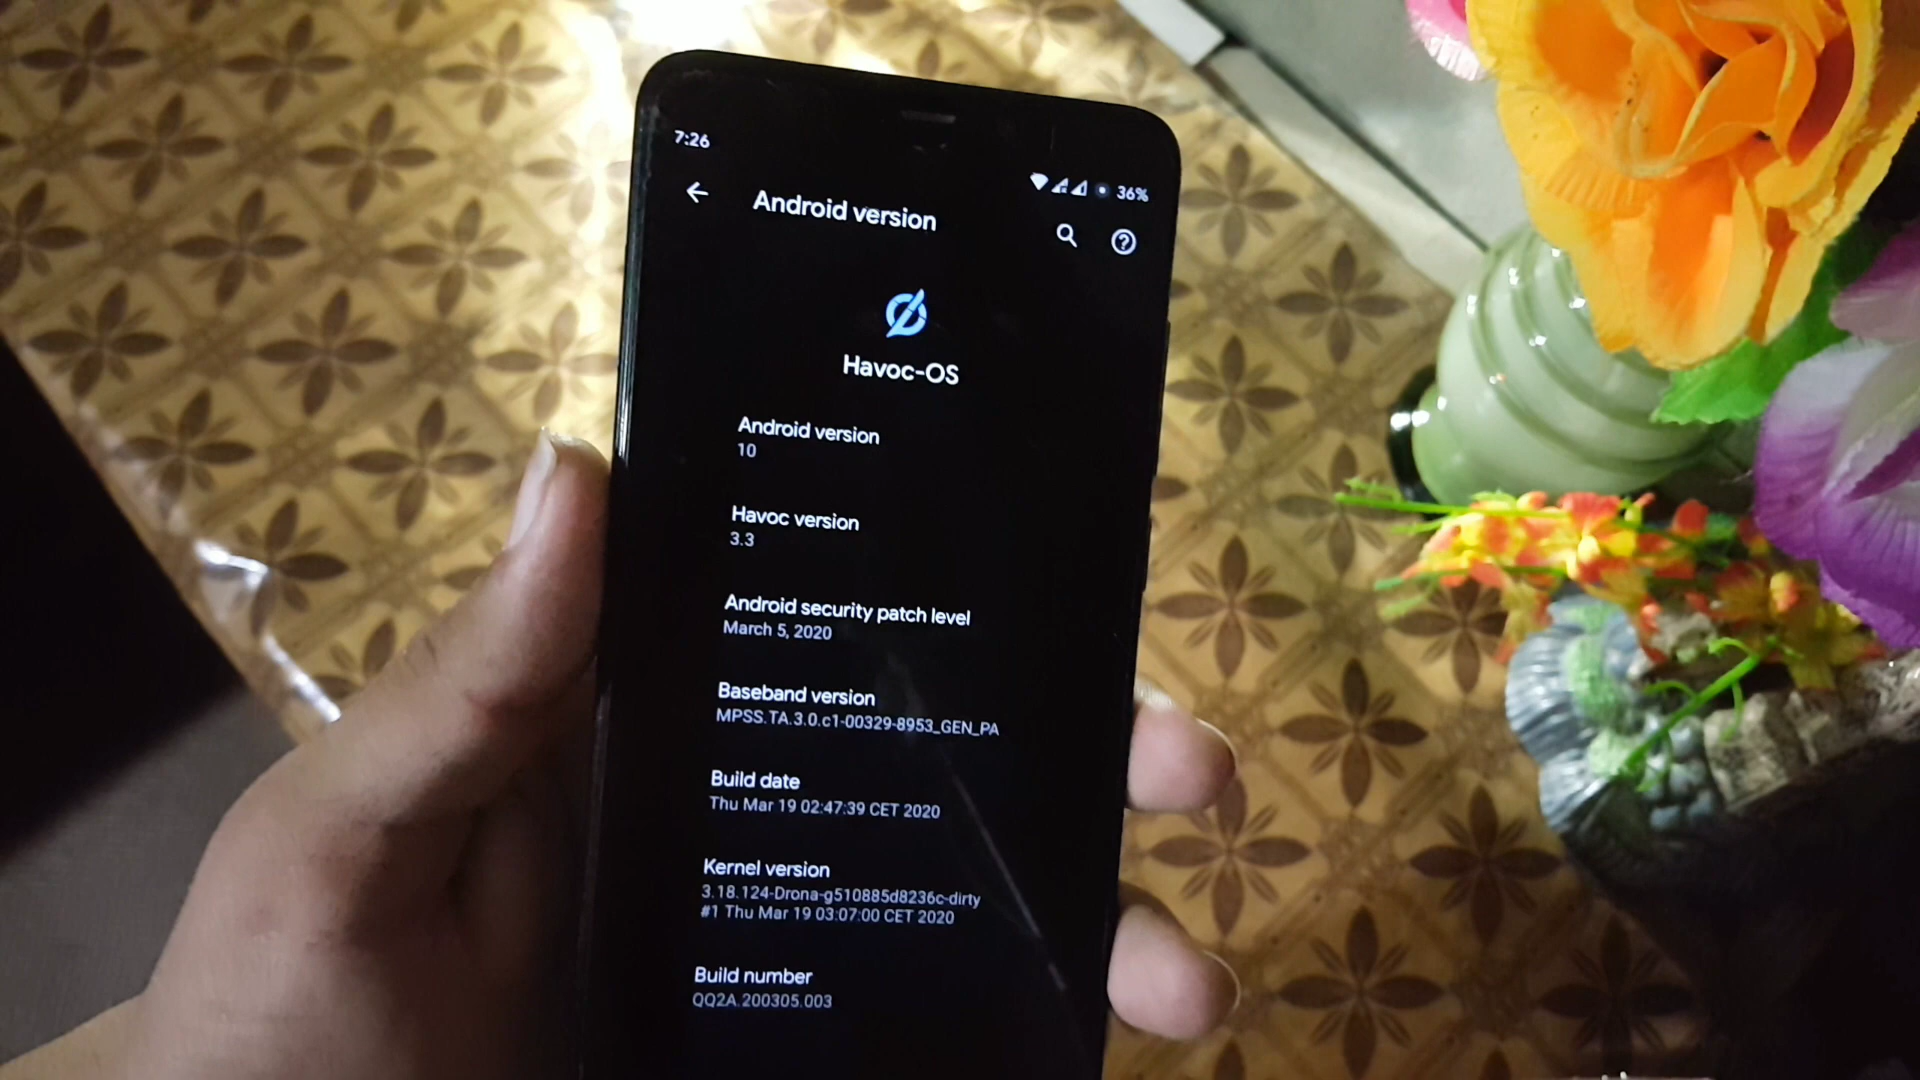 7:26
36%
Android version
Havoc-OS
Android version
10
Havoc version
3.3
Android security patch level
March 5, 2020
Baseband version
MPSS.TA.3.0.c1-00329-8953_GEN_PA
Build date
Thu Mar 19 02:47:39 CET 2020
Kernel version
3.18.124-Drona-g510885d8236c-dirty
#1 Thu Mar 19 03:07:00 CET 2020
Build number
QQ2A.200305.003